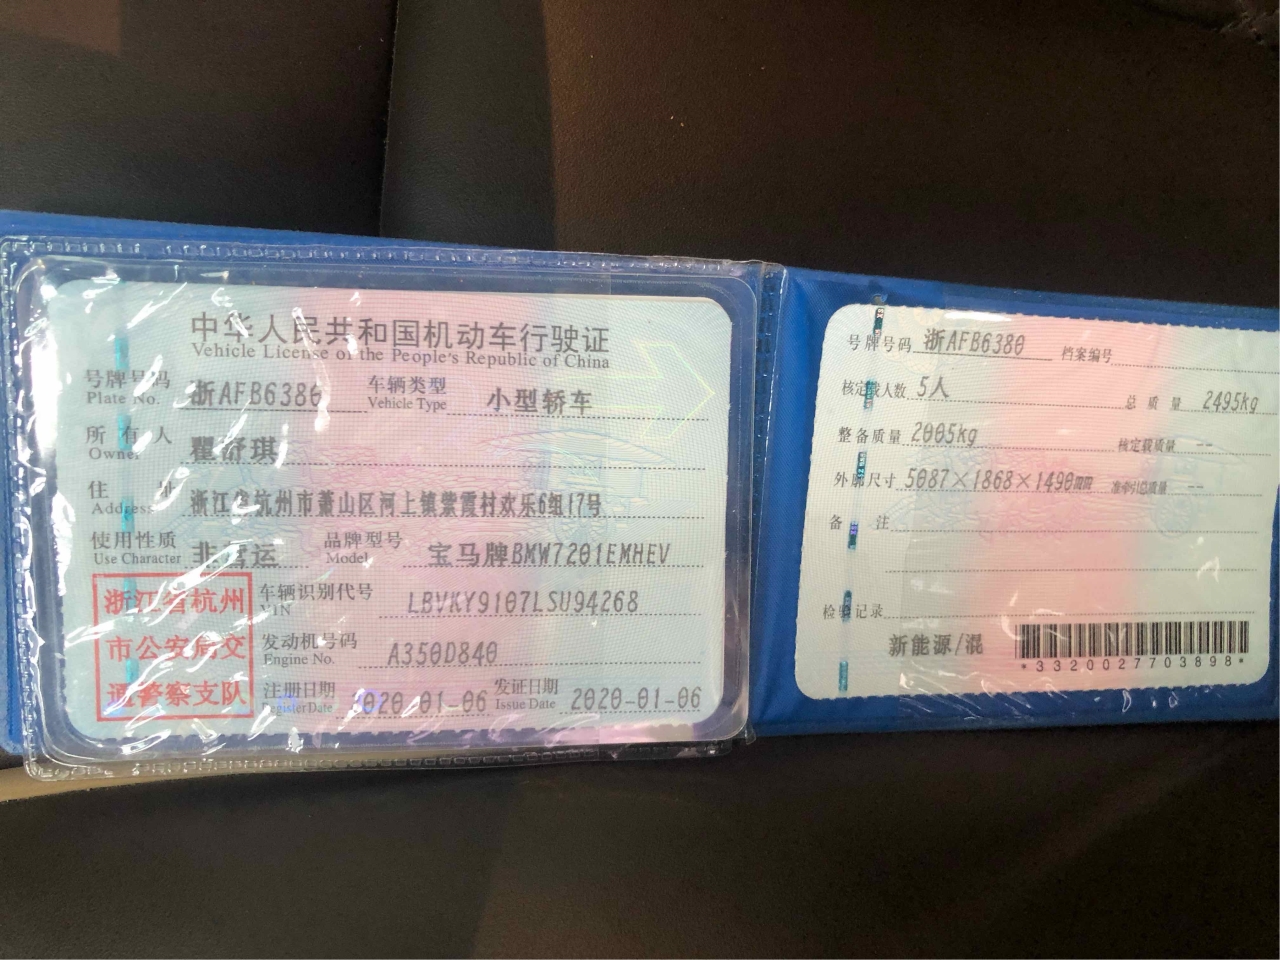 中华人民共和国机动车行驶证
Vehicle License of the People's Republic of China
号牌号码 浙AFB6380 车辆类型 小型轿车
Plate No. Vehicle Type
所有人 瞿舒琪
Owner
住址 浙江省杭州市萧山区河上镇紫霞村欢乐6组17号
Address
使用性质 非营运 品牌型号 宝马牌BMW7201EMHEV
Use Character Model
浙江省杭州
市公安局交
通警察支队
车辆识别代号 LBVKY9107LSU94268
VIN
发动机号码 A350D840
Engine No.
注册日期 2020-01-06 发证日期 2020-01-06
Register Date Issue Date
号牌号码 浙AFB6380 档案编号
核定载人数 5人 总质量 2495kg
整备质量 2005kg 核定载质量 --
外廓尺寸 5087×1868×1490mm 准牵引总质量 --
备注
检验记录
新能源/混
*3320027703898*